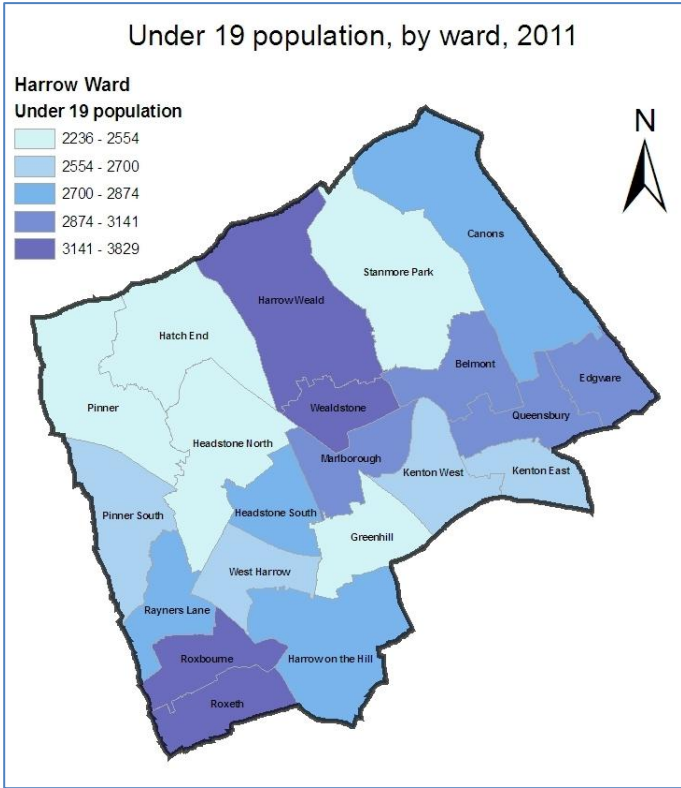 Under 19 population, by ward, 2011
Harrow Ward
Under 19 population
2236 - 2554
2554 - 2700
2700 - 2874
2874 - 3141
3141 - 3829
N
Canons
Stanmore Park
Harrow Weald
Hatch End
Belmont
Edgware
Pinner
Wealdstone
Queensbury
Headstone North
Marlborough
Kenton West
Kenton East
Pinner South
Headstone South
Greenhill
West Harrow
Rayners Lane
Roxbourne
Harrow on the Hill
Roxeth